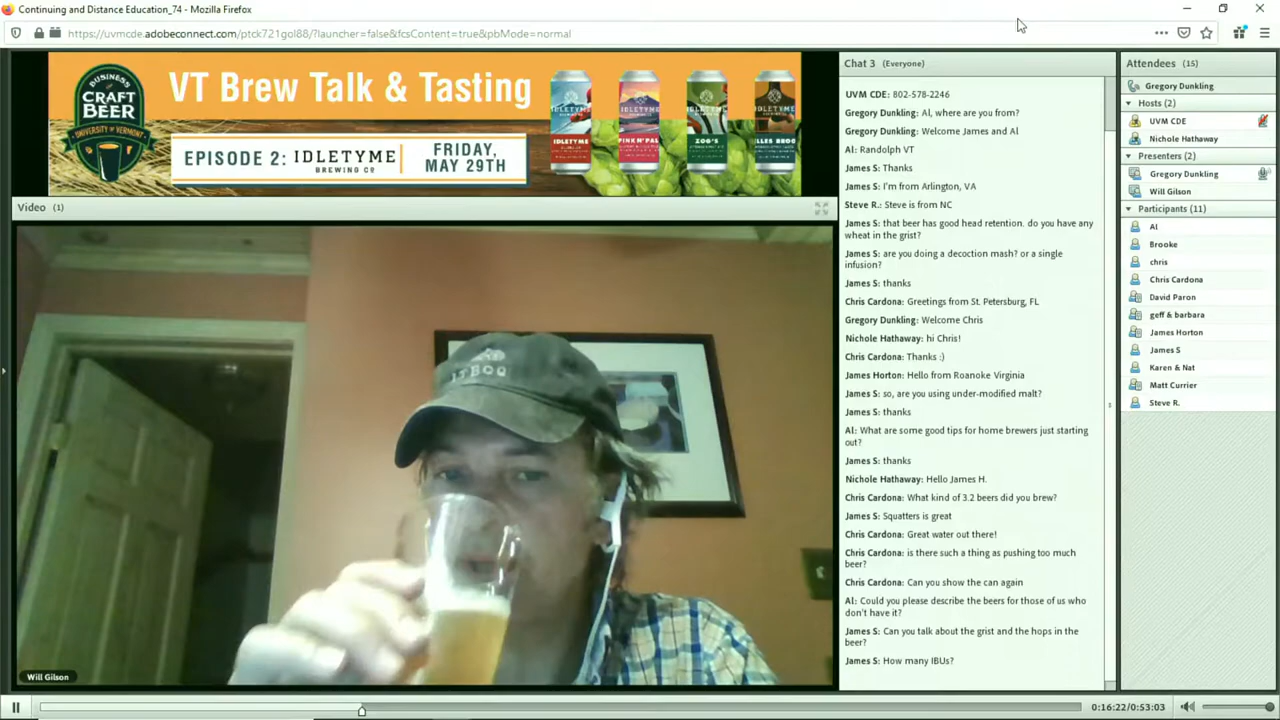 Continuing and Distance Education_74 - Mozilla Firefox
https://uvmcde.adobeconnect.com/ptck721gol88/?launcher=false&fcsContent=true&pbMode=normal
BUSINESS of
CRAFT
BEER
UNIVERSITY OF VERMONT
VT Brew Talk & Tasting
EPISODE 2: IDLETYME
BREWING CO
FRIDAY,
MAY 29TH
IDLETYME
PINK N' PALE
ZOG'S
Video (1)
Will Gilson
Chat 3 (Everyone)
UVM CDE: 802-578-2246
Gregory Dunkling: Al, where are you from?
Gregory Dunkling: Welcome James and Al
Al: Randolph VT
James S: Thanks
James S: I'm from Arlington, VA
Steve R.: Steve is from NC
James S: that beer has good head retention. do you have any
wheat in the grist?
James S: are you doing a decoction mash? or a single
infusion?
James S: thanks
Chris Cardona: Greetings from St. Petersburg, FL
Gregory Dunkling: Welcome Chris
Nichole Hathaway: hi Chris!
Chris Cardona: Thanks :)
James Horton: Hello from Roanoke Virginia
James S: so, are you using under-modified malt?
James S: thanks
Al: What are some good tips for home brewers just starting
out?
James S: thanks
Nichole Hathaway: Hello James H.
Chris Cardona: What kind of 3.2 beers did you brew?
James S: Squatters is great
Chris Cardona: Great water out there!
Chris Cardona: is there such a thing as pushing too much
beer?
Chris Cardona: Can you show the can again
Al: Could you please describe the beers for those of us who
don't have it?
James S: Can you talk about the grist and the hops in the
beer?
James S: How many IBUs?
Attendees (15)
Gregory Dunkling
Hosts (2)
UVM CDE
Nichole Hathaway
Presenters (2)
Gregory Dunkling
Will Gilson
Participants (11)
Al
Brooke
chris
Chris Cardona
David Paron
geff & barbara
James Horton
James S
Karen & Nat
Matt Currier
Steve R.
0:16:22/0:53:03